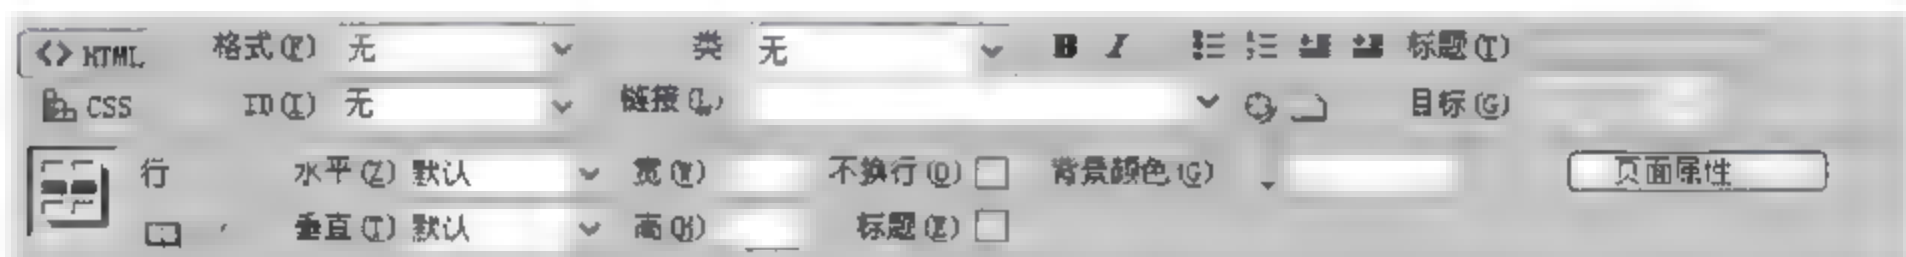 <> HTML 格式(F) 无 类 无 B I 标题(T)
CSS ID(I) 无 链接(L) 目标(G)
行 水平(Z) 默认 宽(W) 不换行(O) 背景颜色(G) 页面属性
垂直(T) 默认 高(H) 标题(E)